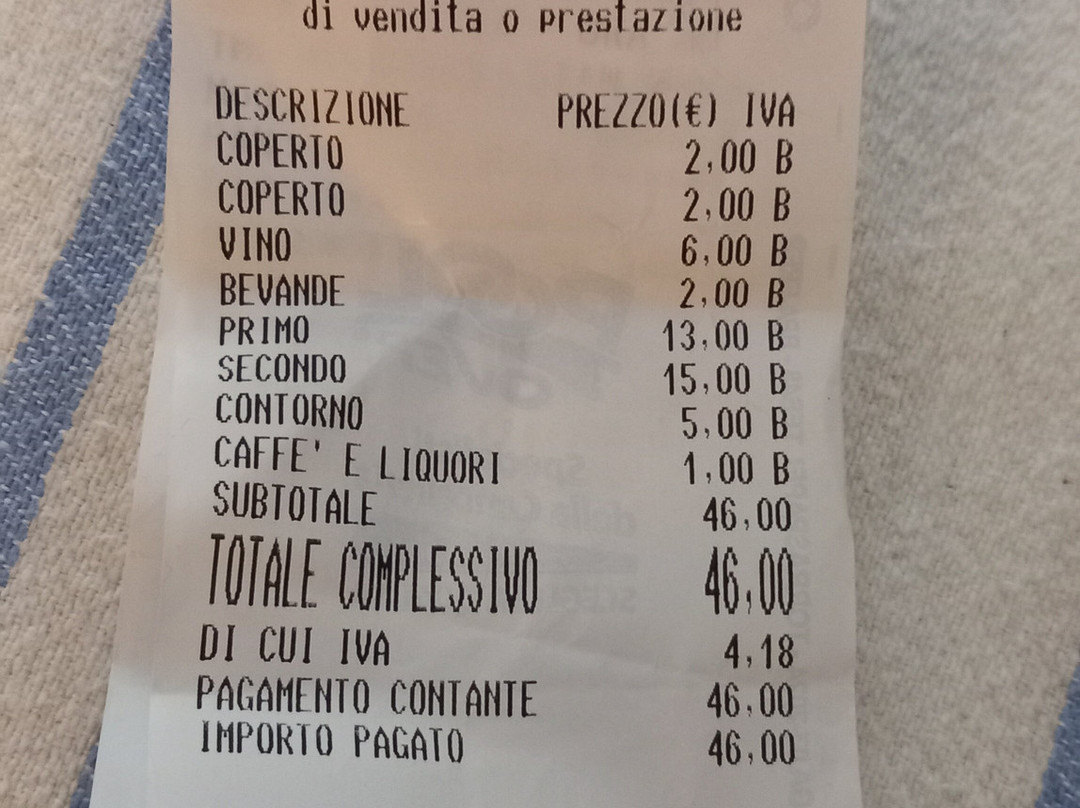 di vendita o prestazione
DESCRIZIONE PREZZO(€) IVA
COPERTO 2,00 B
COPERTO 2,00 B
VINO 6,00 B
BEVANDE 2,00 B
PRIMO 13,00 B
SECONDO 15,00 B
CONTORNO 5,00 B
CAFFE' E LIQUORI 1,00 B
SUBTOTALE 46,00
TOTALE COMPLESSIVO 46,00
DI CUI IVA 4,18
PAGAMENTO CONTANTE 46,00
IMPORTO PAGATO 46,00